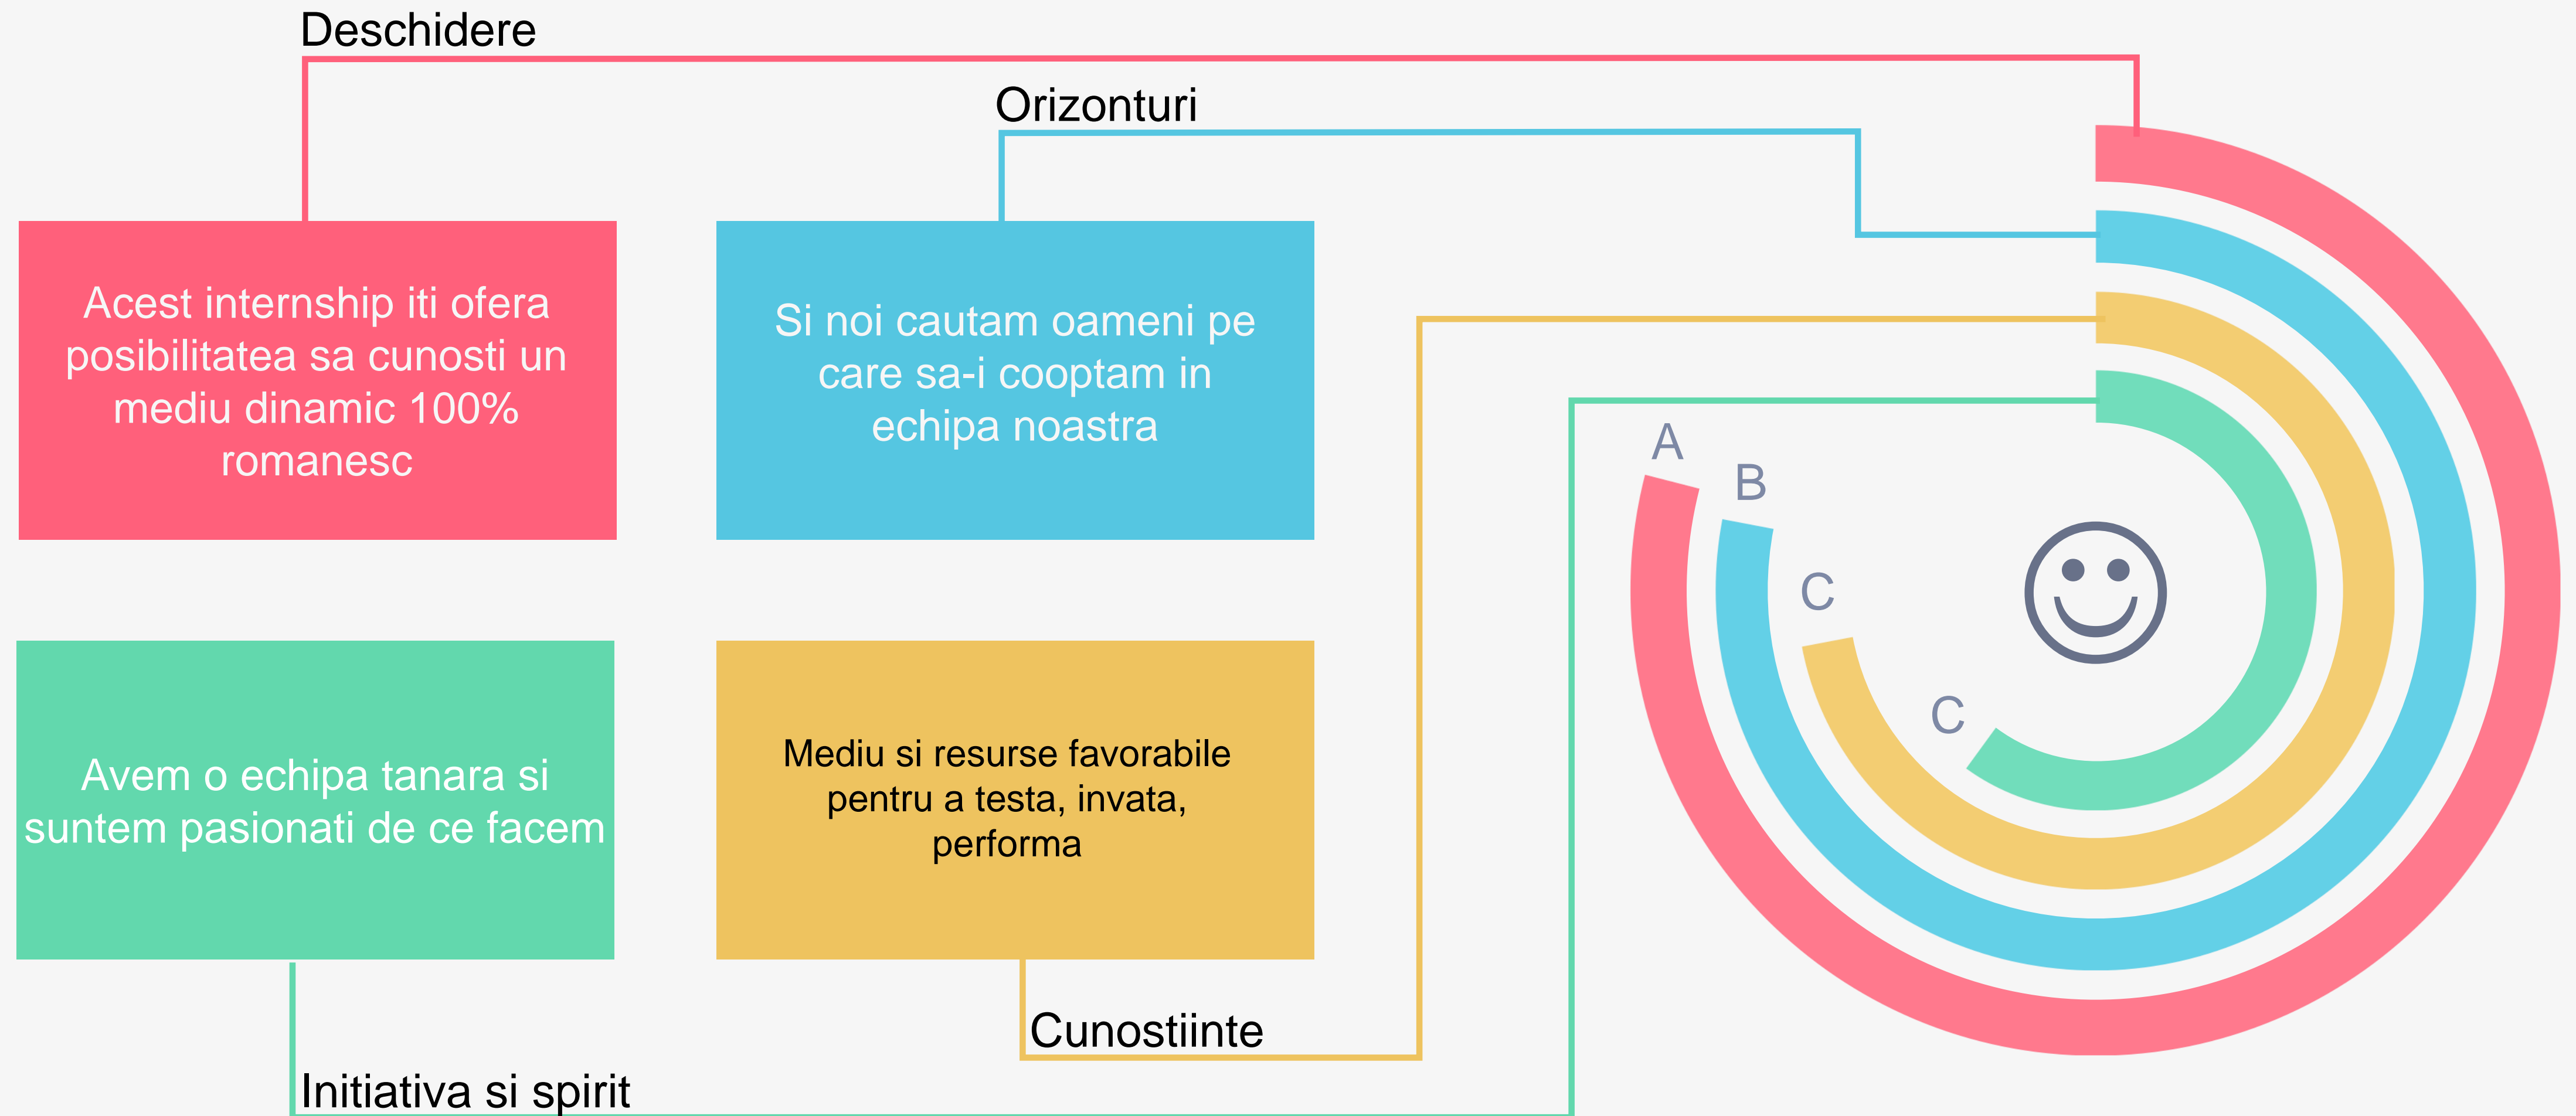 Deschidere
Orizonturi
Acest internship iti ofera
posibilitatea sa cunosti un
mediu dinamic 100%
romanesc
Si noi cautam oameni pe
care sa-i cooptam in
echipa noastra
A
B
C
C
Avem o echipa tanara si
suntem pasionati de ce facem
Mediu si resurse favorabile
pentru a testa, invata,
performa
Cunostiinte
Initiativa si spirit